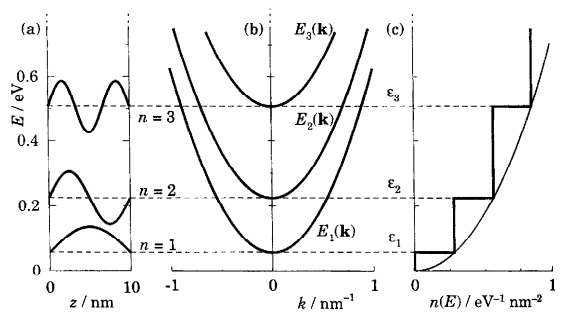 (a)
(b)
(c)
E / eV
0.6
0.4
0.2
0
n = 3
n = 2
n = 1
0
10
z / nm
E₃(k)
E₂(k)
E₁(k)
-1
0
1
k / nm⁻¹
ε₃
ε₂
ε₁
0
1
n(E) / eV⁻¹ nm⁻²